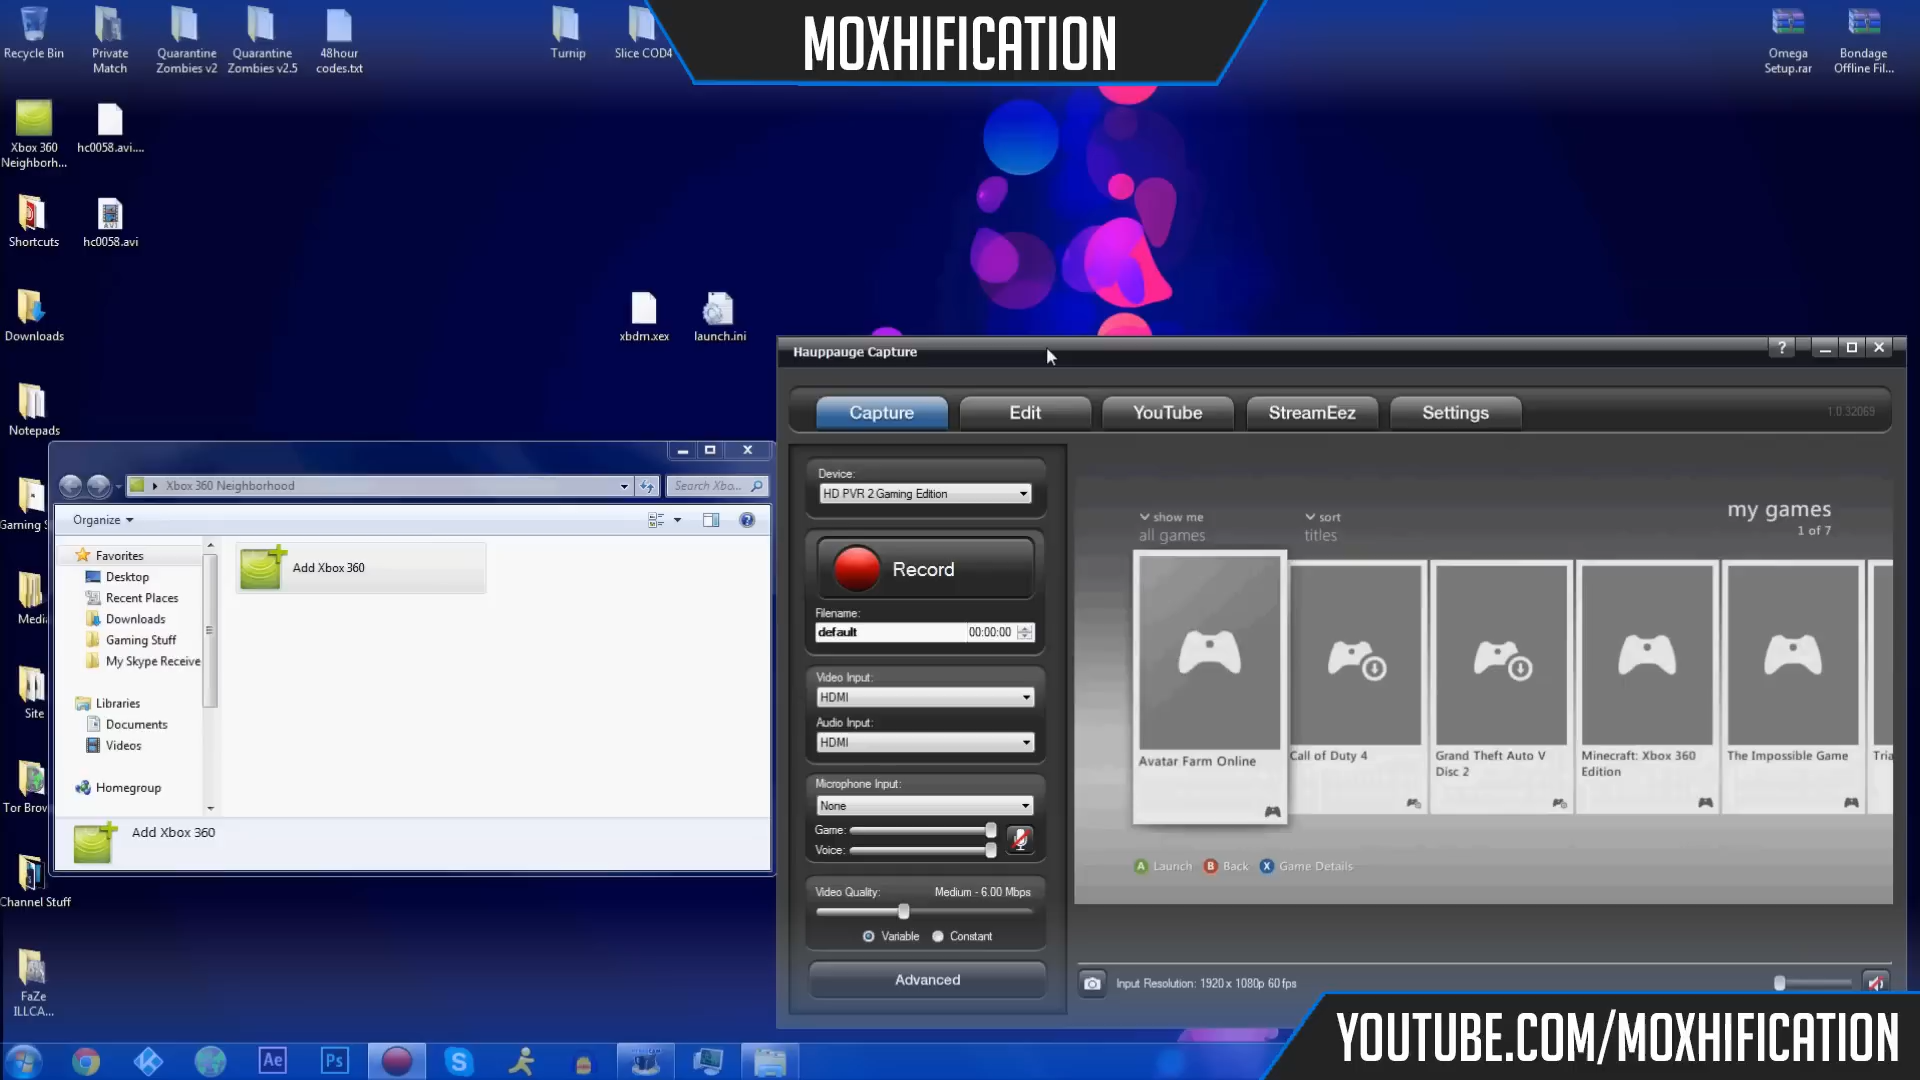 MOXHIFICATION
Recycle Bin
Private
Match
Quarantine
Zombies v2
Quarantine
Zombies v2.5
48hour
codes.txt
Turnip
Slice COD4
Omega
Setup.rar
Bondage
Offline Fil...
Xbox 360
Neighborh...
hc0058.avi....
Shortcuts
hc0058.avi
Downloads
xbdm.xex
launch.ini
Notepads
Gaming S
Media
Site
Tor Brow
Channel Stuff
FaZe
ILLCA...
Xbox 360 Neighborhood
Search Xbo...
Organize
Favorites
Desktop
Recent Places
Downloads
Gaming Stuff
My Skype Receive
Libraries
Documents
Videos
Homegroup
Add Xbox 360
Add Xbox 360
Hauppauge Capture
?
Capture
Edit
YouTube
StreamEez
Settings
1.0.32069
Device:
HD PVR 2 Gaming Edition
Record
Filename:
default
00:00:00
Video Input:
HDMI
Audio Input:
HDMI
Microphone Input:
None
Game:
Voice:
Video Quality:
Medium - 6.00 Mbps
Variable
Constant
Advanced
my games
1 of 7
show me
all games
sort
titles
Avatar Farm Online
Call of Duty 4
Grand Theft Auto V
Disc 2
Minecraft: Xbox 360
Edition
The Impossible Game
Tria
A Launch B Back X Game Details
Input Resolution: 1920 x 1080p 60 fps
Ae
Ps
YOUTUBE.COM/MOXHIFICATION